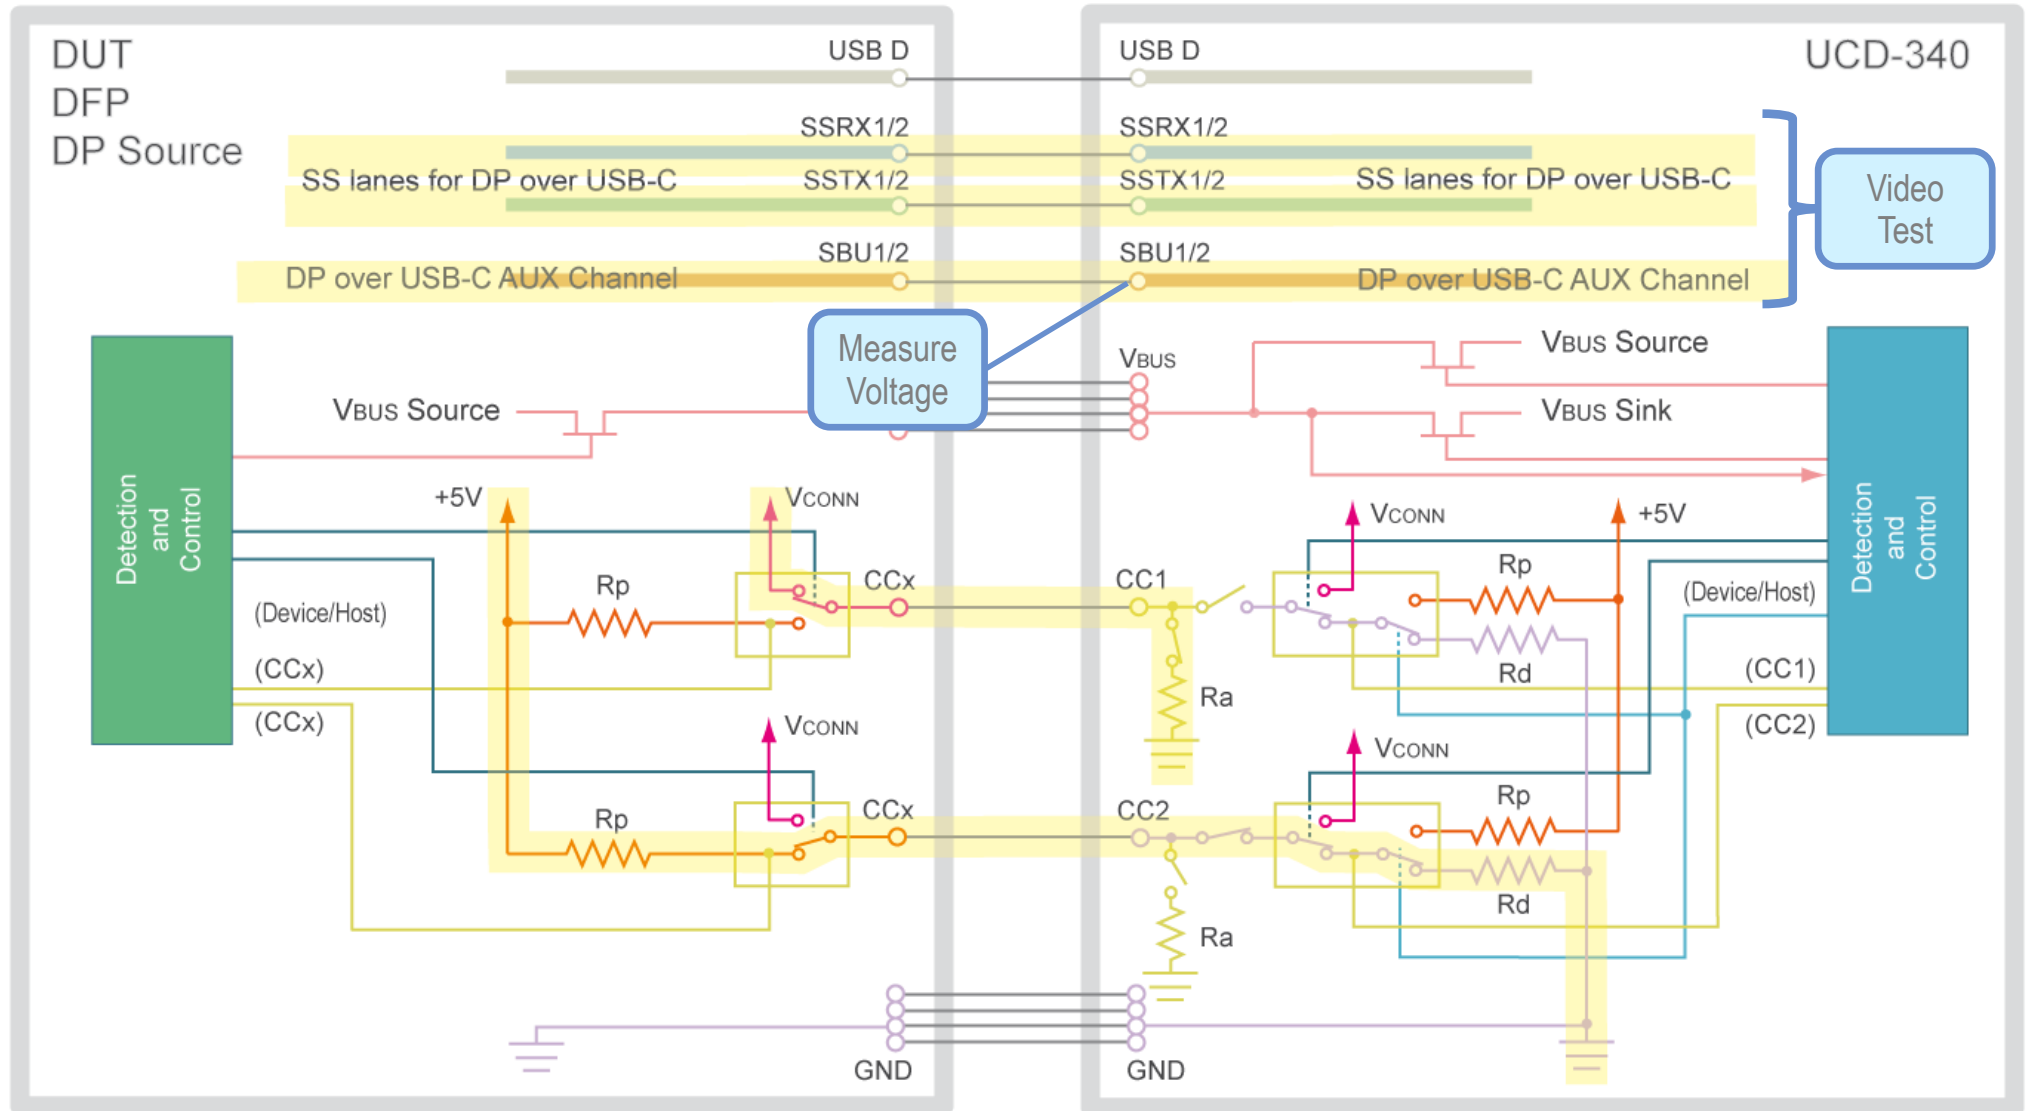 DUT
DFP
DP Source
UCD-340
USB D
USB D
SSRX1/2
SSRX1/2
SS lanes for DP over USB-C
SSTX1/2
SSTX1/2
SS lanes for DP over USB-C
Video
Test
SBU1/2
SBU1/2
DP over USB-C AUX Channel
DP over USB-C AUX Channel
Measure
Voltage
VBUS
VBUS Source
VBUS Source
VBUS Sink
Detection
and
Control
Detection
and
Control
+5V
VCONN
VCONN
+5V
Rp
CCx
CC1
Rp
(Device/Host)
(Device/Host)
(CCx)
Ra
Rd
(CC1)
(CCx)
VCONN
VCONN
(CC2)
Rp
CCx
CC2
Rp
Ra
Rd
GND
GND